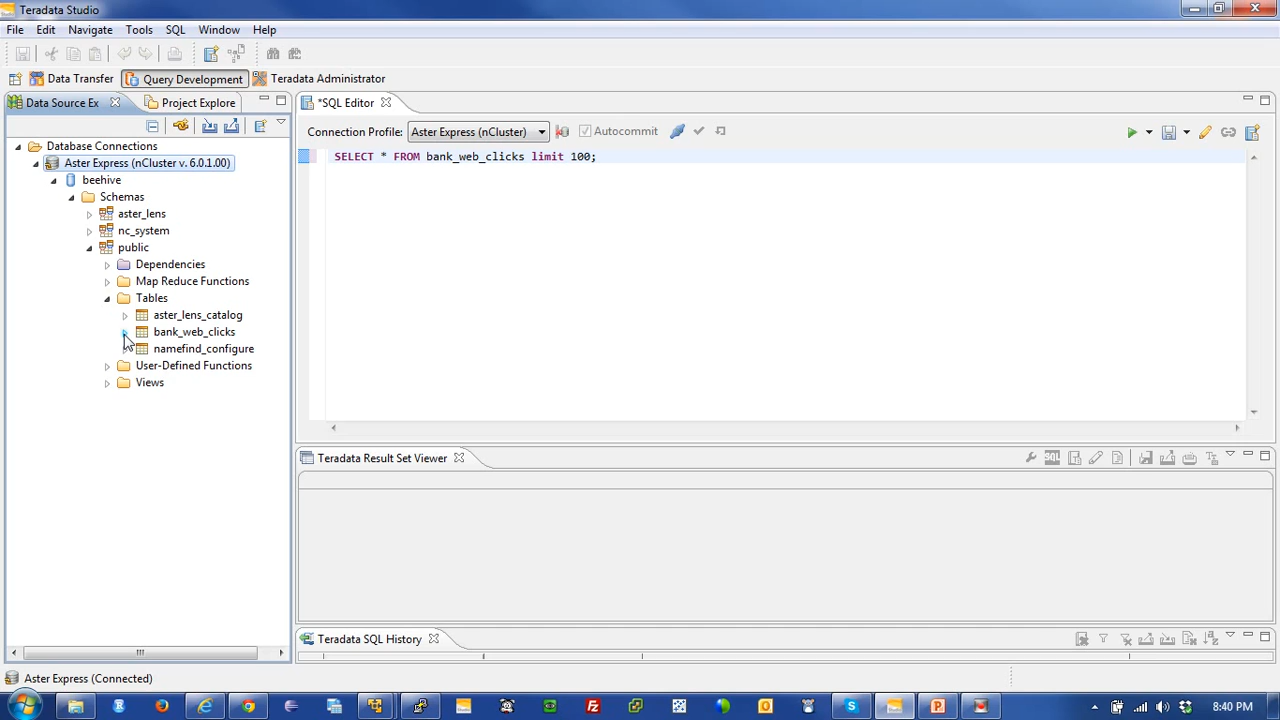 Teradata Studio
File Edit Navigate Tools SQL Window Help
Data Transfer Query Development Teradata Administrator
Data Source Ex Project Explore
Database Connections
Aster Express (nCluster v. 6.0.1.00)
beehive
Schemas
aster_lens
nc_system
public
Dependencies
Map Reduce Functions
Tables
aster_lens_catalog
bank_web_clicks
namefind_configure
User-Defined Functions
Views
*SQL Editor
Connection Profile: Aster Express (nCluster) Autocommit
SELECT * FROM bank_web_clicks limit 100;
Teradata Result Set Viewer
Teradata SQL History
Aster Express (Connected)
8:40 PM